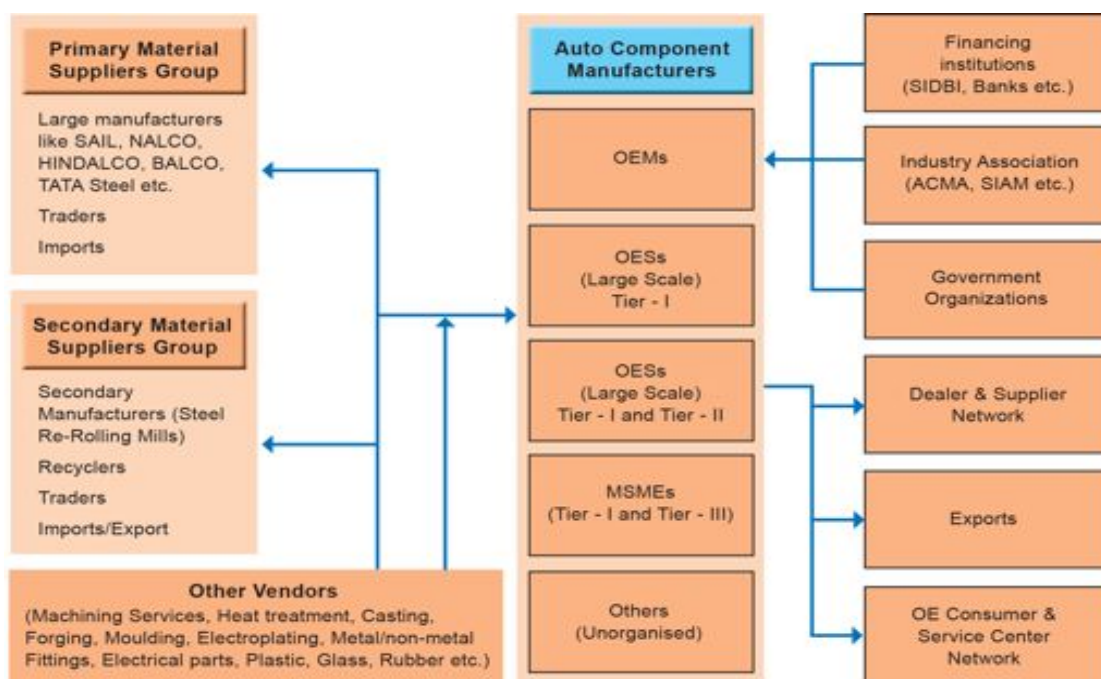 Primary Material
Suppliers Group
Large manufacturers
like SAIL, NALCO,
HINDALCO, BALCO,
TATA Steel etc.
Traders
Imports
Secondary Material
Suppliers Group
Secondary
Manufacturers (Steel
Re-Rolling Mills)
Recyclers
Traders
Imports/Export
Other Vendors
(Machining Services, Heat treatment, Casting,
Forging, Moulding, Electroplating, Metal/non-metal
Fittings, Electrical parts, Plastic, Glass, Rubber etc.)
Auto Component
Manufacturers
OEMs
OESs
(Large Scale)
Tier - I
OESs
(Large Scale)
Tier - I and Tier - II
MSMEs
(Tier - I and Tier - III)
Others
(Unorganised)
Financing
institutions
(SIDBI, Banks etc.)
Industry Association
(ACMA, SIAM etc.)
Government
Organizations
Dealer & Supplier
Network
Exports
OE Consumer &
Service Center
Network